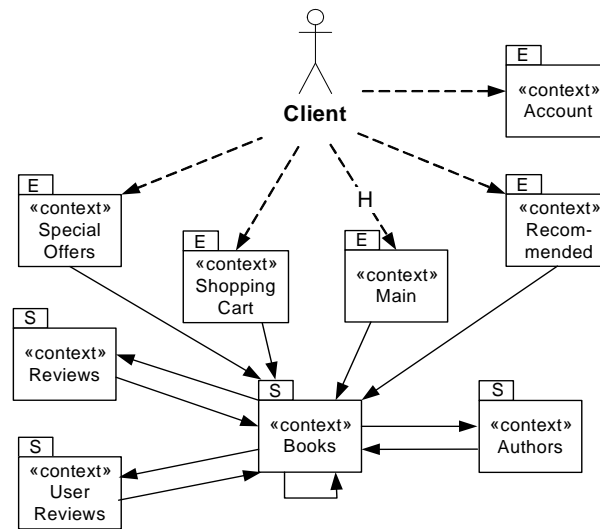 Client
E
«context»
Account
E
«context»
Special
Offers
E
«context»
Shopping
Cart
H
E
«context»
Main
E
«context»
Recom-
mended
S
«context»
Reviews
S
«context»
Books
S
«context»
Authors
S
«context»
User
Reviews